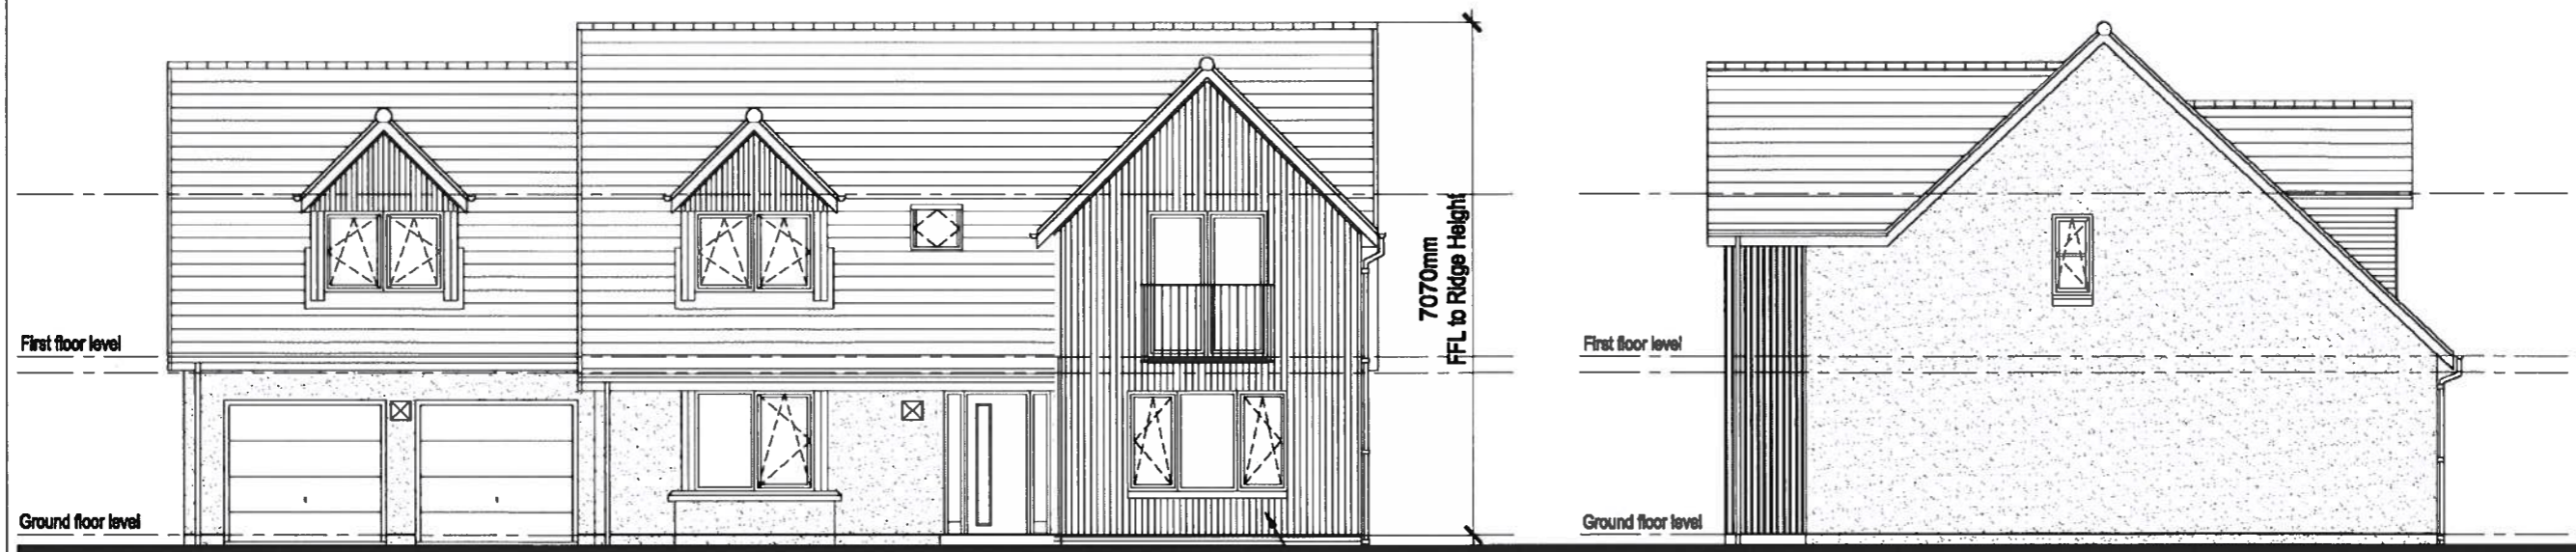 First floor level
Ground floor level
7070mm
FFL to Ridge Height
First floor level
Ground floor level